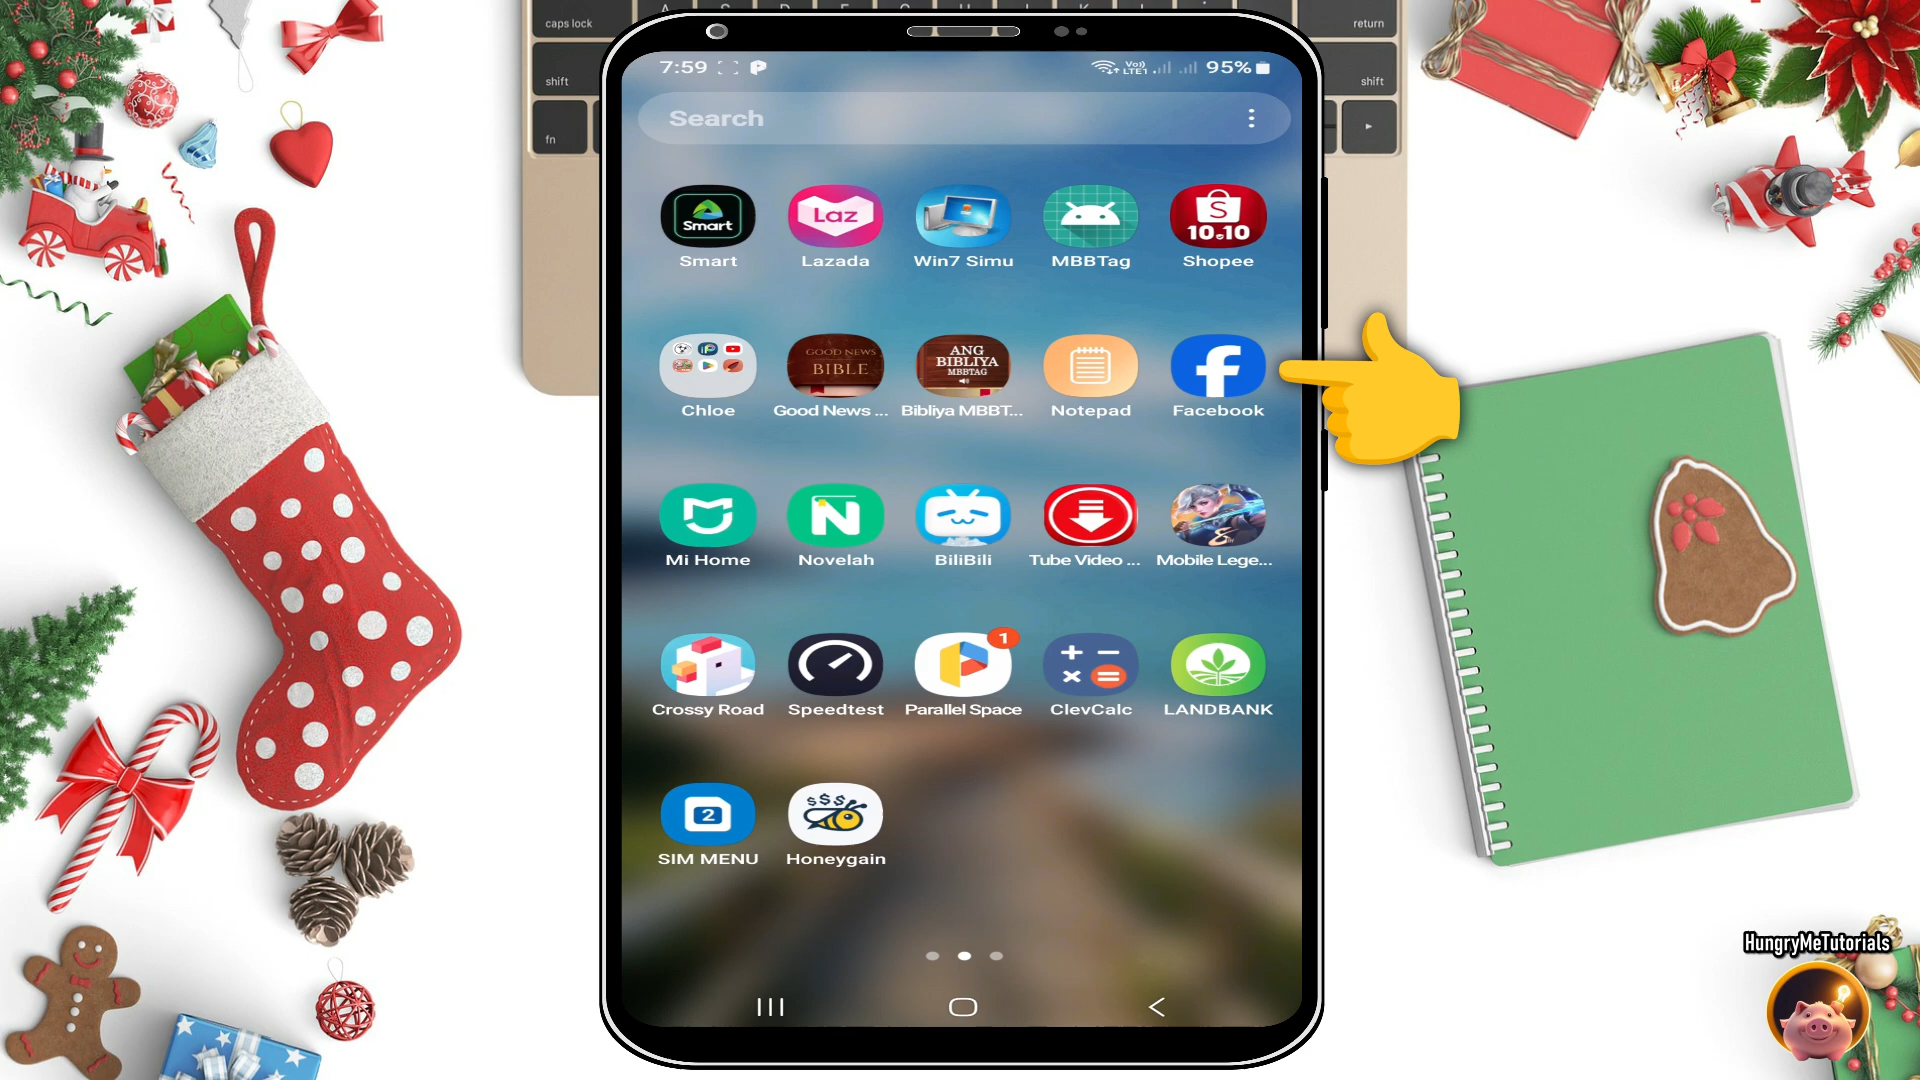 caps lock
return
shift
shift
fn
7:59
Vo))
LTE1
95%
Search
Smart
Laz
S
10.10
Smart
Lazada
Win7 Simu
MBBTag
Shopee
GOOD NEWS
BIBLE
ANG
BIBLIYA
MBBTAG
f
Chloe
Good News ...
Bibliya MBBT...
Notepad
Facebook
N
Mi Home
Novelah
BiliBili
Tube Video ...
Mobile Lege...
1
Crossy Road
Speedtest
Parallel Space
ClevCalc
LANDBANK
2
$$$
SIM MENU
Honeygain
HungryMeTutorials